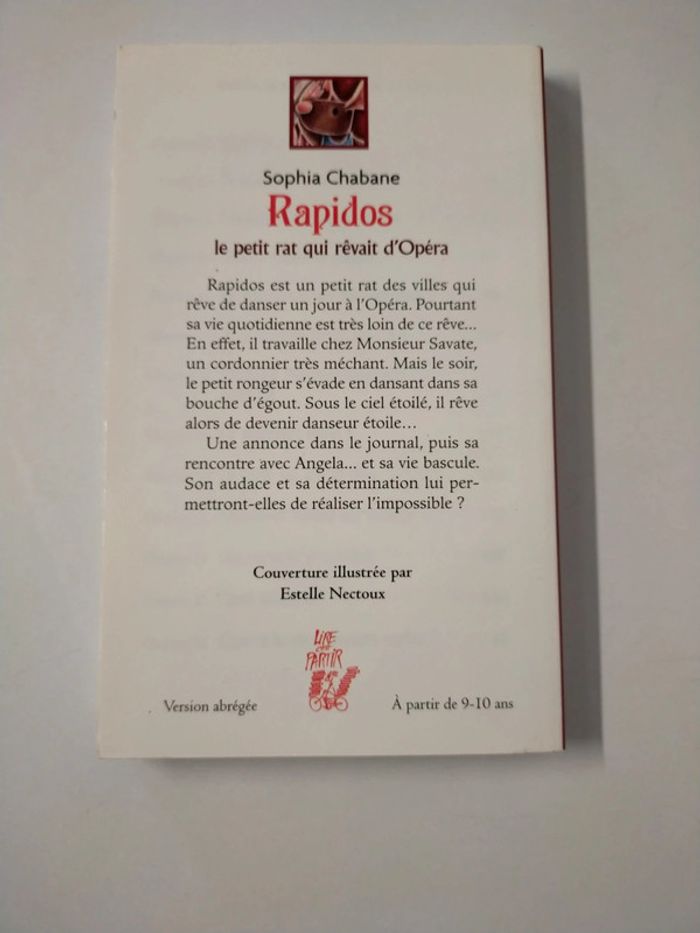 Sophia Chabane
Rapidos
le petit rat qui rêvait d'Opéra
Rapidos est un petit rat des villes qui
rêve de danser un jour à l'Opéra. Pourtant
sa vie quotidienne est très loin de ce rêve...
En effet, il travaille chez Monsieur Savate,
un cordonnier très méchant. Mais le soir,
le petit rongeur s'évade en dansant dans sa
bouche d'égout. Sous le ciel étoilé, il rêve
alors de devenir danseur étoile...
Une annonce dans le journal, puis sa
rencontre avec Angela... et sa vie bascule.
Son audace et sa détermination lui per-
mettront-elles de réaliser l'impossible ?
Couverture illustrée par
Estelle Nectoux
LIRE
C'EST
PARTIR
Version abrégée
À partir de 9-10 ans